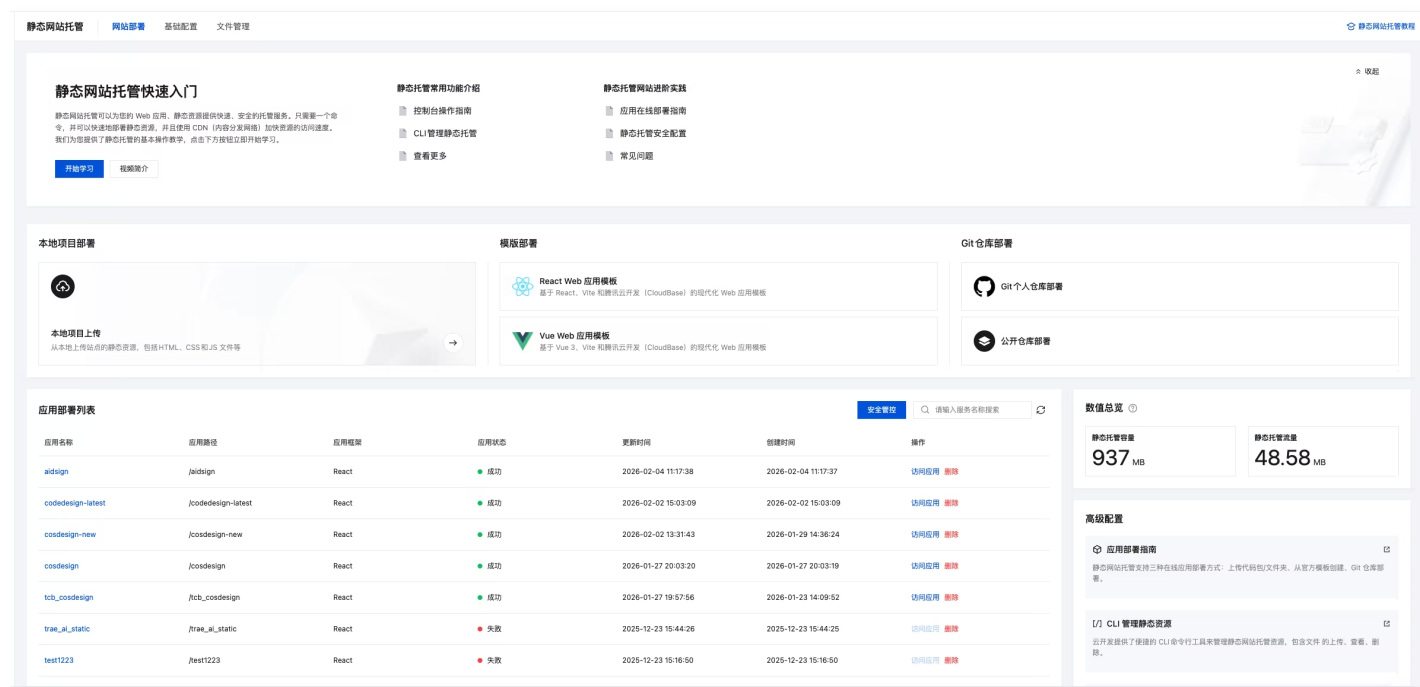 静态网站托管 网站部署 基础配置 文件管理 静态网站托管教程
收起
静态网站托管快速入门
静态网站托管可以为您的 Web 应用、静态资源提供快速、安全的托管服务。只需要一个命
令，并可以快速地部署静态资源，并且使用 CDN（内容分发网络）加快资源的访问速度。
我们为您提供了静态托管的基本操作教学，点击下方按钮立即开始学习。
开始学习 视频简介
静态托管常用功能介绍
控制台操作指南
CLI 管理静态托管
查看更多
静态托管网站进阶实践
应用在线部署指南
静态托管安全配置
常见问题
本地项目部署
本地项目上传
从本地上传站点的静态资源，包括 HTML、CSS 和 JS 文件等
模版部署
React Web 应用模板
基于 React、Vite 和腾讯云开发（CloudBase）的现代化 Web 应用模板
Vue Web 应用模板
基于 Vue 3、Vite 和腾讯云开发（CloudBase）的现代化 Web 应用模板
Git 仓库部署
Git 个人仓库部署
公开仓库部署
应用部署列表 安全管控 请输入服务名称搜索
应用名称 应用路径 应用框架 应用状态 更新时间 创建时间 操作
aidsign /aidsign React 成功 2026-02-04 11:17:38 2026-02-04 11:17:37 访问应用 删除
codedesign-latest /codedesign-latest React 成功 2026-02-02 15:03:09 2026-02-02 15:03:09 访问应用 删除
cosdesign-new /cosdesign-new React 成功 2026-02-02 13:31:43 2026-01-29 14:36:24 访问应用 删除
cosdesign /cosdesign React 成功 2026-01-27 20:03:20 2026-01-27 20:03:19 访问应用 删除
tcb_cosdesign /tcb_cosdesign React 成功 2026-01-27 19:57:56 2026-01-23 14:09:52 访问应用 删除
trae_ai_static /trae_ai_static React 失败 2025-12-23 15:44:26 2025-12-23 15:44:25 访问应用 删除
test1223 /test1223 React 失败 2025-12-23 15:16:50 2025-12-23 15:16:50 访问应用 删除
数值总览
静态托管容量 静态托管流量
937 MB 48.58 MB
高级配置
应用部署指南
静态网站托管支持三种在线应用部署方式：上传代码包/文件夹、从官方模板创建、Git 仓库部
署。
[/] CLI 管理静态资源
云开发提供了便捷的 CLI 命令行工具来管理静态网站托管资源，包含文件 的上传、查看、删
除。